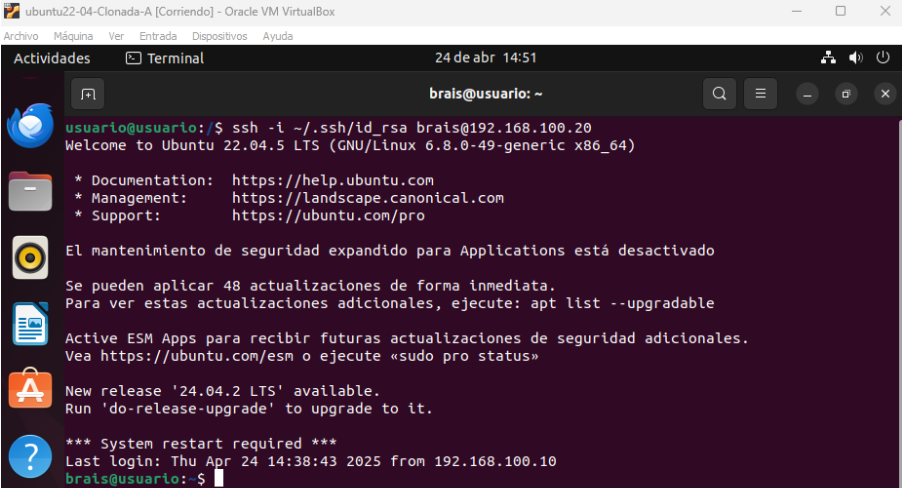 ubuntu22-04-Clonada-A [Corriendo] - Oracle VM VirtualBox
Archivo Máquina Ver Entrada Dispositivos Ayuda
Actividades Terminal 24 de abr 14:51
brais@usuario: ~
usuario@usuario:/$ ssh -i ~/.ssh/id_rsa brais@192.168.100.20
Welcome to Ubuntu 22.04.5 LTS (GNU/Linux 6.8.0-49-generic x86_64)
* Documentation: https://help.ubuntu.com
* Management: https://landscape.canonical.com
* Support: https://ubuntu.com/pro
El mantenimiento de seguridad expandido para Applications está desactivado
Se pueden aplicar 48 actualizaciones de forma inmediata.
Para ver estas actualizaciones adicionales, ejecute: apt list --upgradable
Active ESM Apps para recibir futuras actualizaciones de seguridad adicionales.
Vea https://ubuntu.com/esm o ejecute «sudo pro status»
New release '24.04.2 LTS' available.
Run 'do-release-upgrade' to upgrade to it.
*** System restart required ***
Last login: Thu Apr 24 14:38:43 2025 from 192.168.100.10
brais@usuario:~$